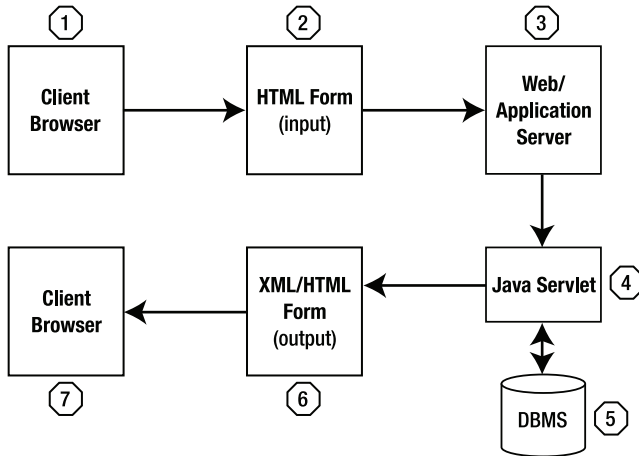 1
2
3
Client
Browser
HTML Form
(input)
Web/
Application
Server
Client
Browser
XML/HTML
Form
(output)
Java Servlet
4
7
6
DBMS
5